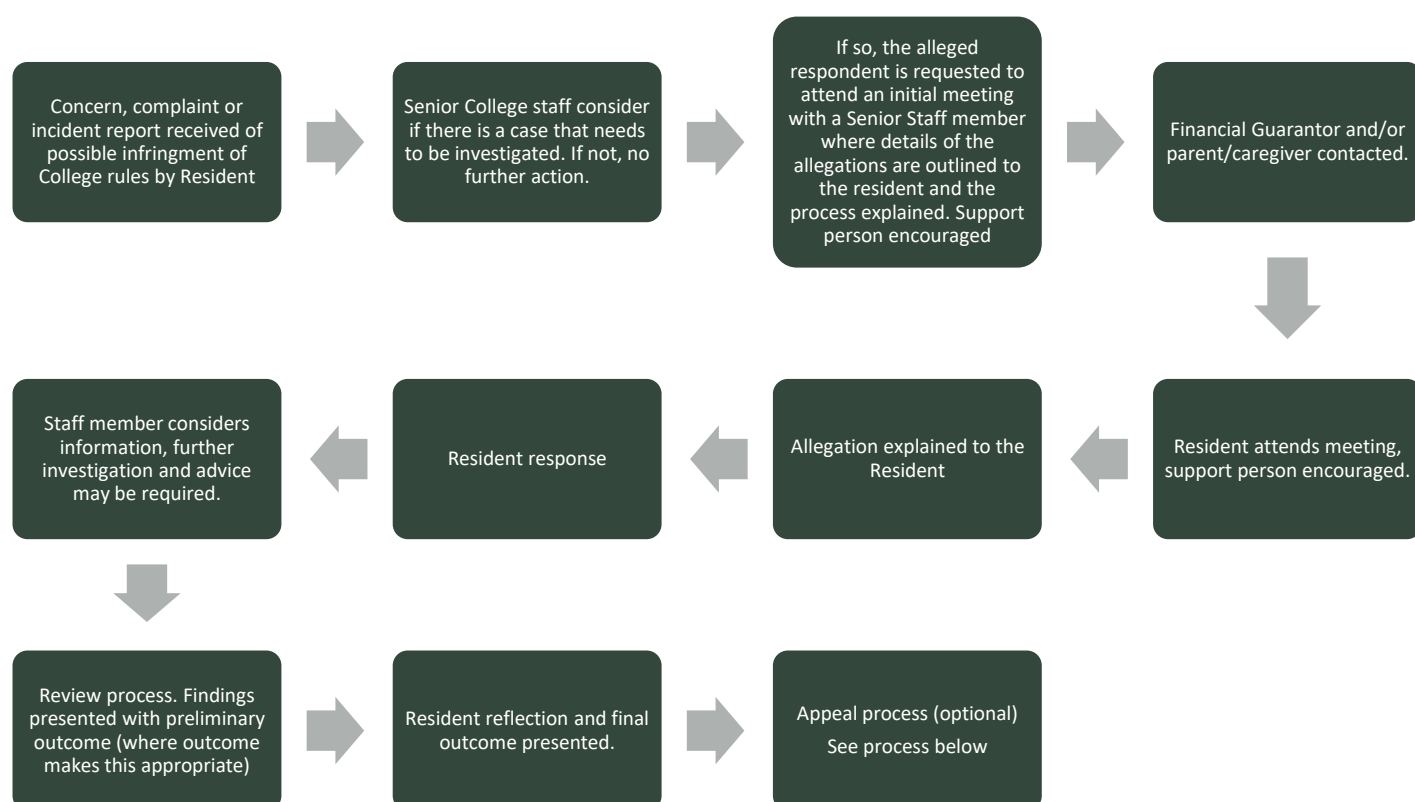 Concern, complaint or
incident report received of
possible infringment of
College rules by Resident
Senior College staff consider
if there is a case that needs
to be investigated. If not, no
further action.
If so, the alleged
respondent is requested to
attend an initial meeting
with a Senior Staff member
where details of the
allegations are outlined to
the resident and the
process explained. Support
person encouraged
Financial Guarantor and/or
parent/caregiver contacted.
Resident attends meeting,
support person encouraged.
Allegation explained to the
Resident
Resident response
Staff member considers
information, further
investigation and advice
may be required.
Review process. Findings
presented with preliminary
outcome (where outcome
makes this appropriate)
Resident reflection and final
outcome presented.
Appeal process (optional)
See process below